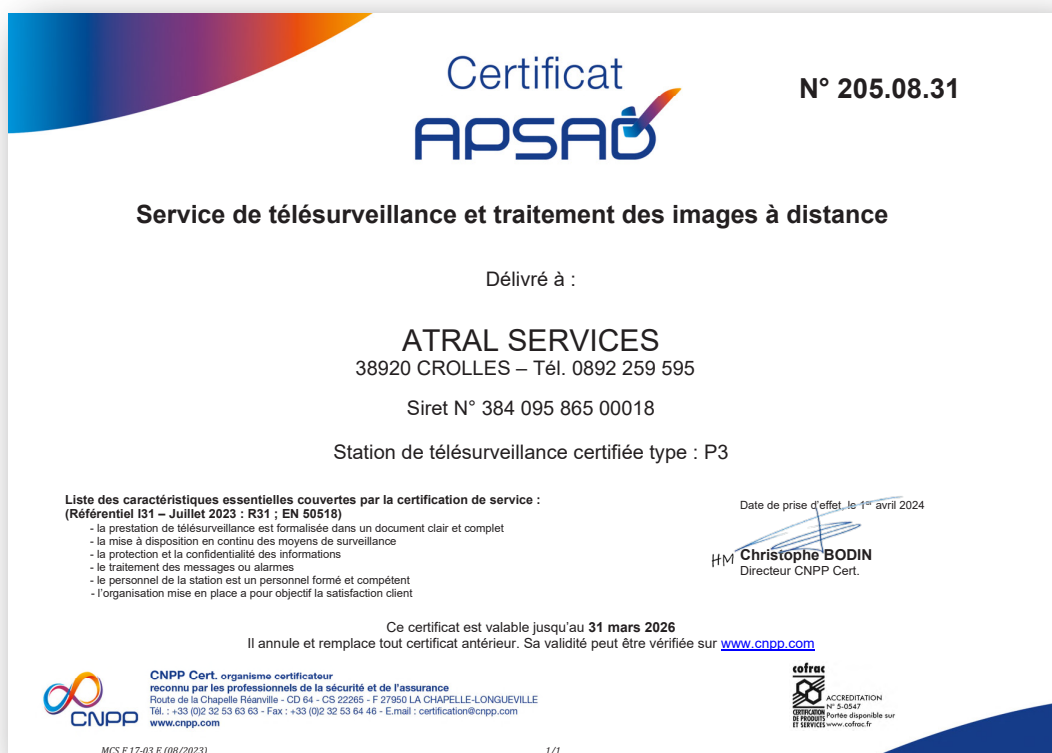 Certificat
APSAD
N° 205.08.31
Service de télésurveillance et traitement des images à distance
Délivré à :
ATRAL SERVICES
38920 CROLLES – Tél. 0892 259 595
Siret N° 384 095 865 00018
Station de télésurveillance certifiée type : P3
Liste des caractéristiques essentielles couvertes par la certification de service :
(Référentiel I31 – Juillet 2023 : R31 ; EN 50518)
- la prestation de télésurveillance est formalisée dans un document clair et complet
- la mise à disposition en continu des moyens de surveillance
- la protection et la confidentialité des informations
- le traitement des messages ou alarmes
- le personnel de la station est un personnel formé et compétent
- l'organisation mise en place a pour objectif la satisfaction client
Date de prise d'effet, le 1er avril 2024
HM Christophe BODIN
Directeur CNPP Cert.
Ce certificat est valable jusqu'au 31 mars 2026
Il annule et remplace tout certificat antérieur. Sa validité peut être vérifiée sur www.cnpp.com
CNPP
CNPP Cert. organisme certificateur
reconnu par les professionnels de la sécurité et de l'assurance
Route de la Chapelle Réanville - CD 64 - CS 22265 - F 27950 LA CHAPELLE-LONGUEVILLE
Tél. : +33 (0)2 32 53 63 63 - Fax : +33 (0)2 32 53 64 46 - E.mail : certification@cnpp.com
www.cnpp.com
cofrac
CERTIFICATION
DE PRODUITS
ET SERVICES
ACCREDITATION
N° 5-0547
Portée disponible sur
www.cofrac.fr
MCS F 17-03 E (08/2023)
1/1